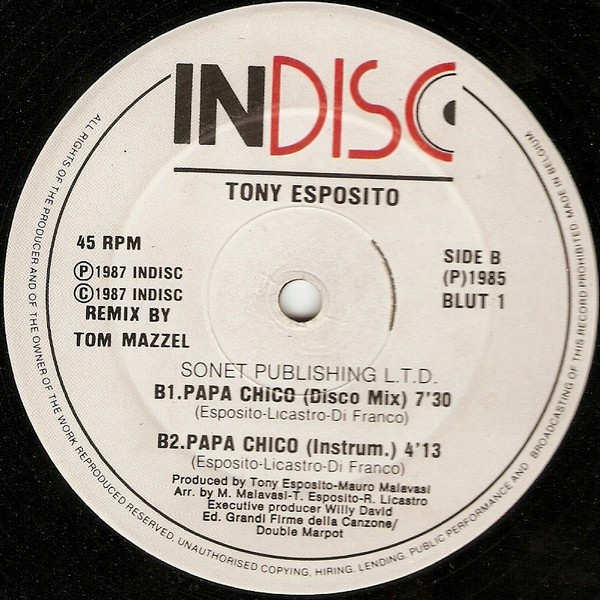 INDISC
TONY ESPOSITO
45 RPM
Ⓟ1987 INDISC
Ⓒ1987 INDISC
REMIX BY
TOM MAZZEL
SIDE B
(P)1985
BLUT 1
SONET PUBLISHING L.T.D.
B1.PAPA CHICO (Disco Mix) 7'30
(Esposito-Licastro-Di Franco)
B2.PAPA CHICO (Instrum.) 4'13
(Esposito-Licastro-Di Franco)
Produced by Tony Esposito-Mauro Malavasi
Arr. by M. Malavasi-T. Esposito-R. Licastro
Executive producer Willy David
Ed. Grandi Firme della Canzone/
Double Marpot
ALL RIGHTS OF THE PRODUCER AND OF THE OWNER OF THE WORK REPRODUCED RESERVED. UNAUTHORISED COPYING, HIRING, LENDING, PUBLIC PERFORMANCE AND BROADCASTING OF THIS RECORD PROHIBITED MADE IN BELGIUM